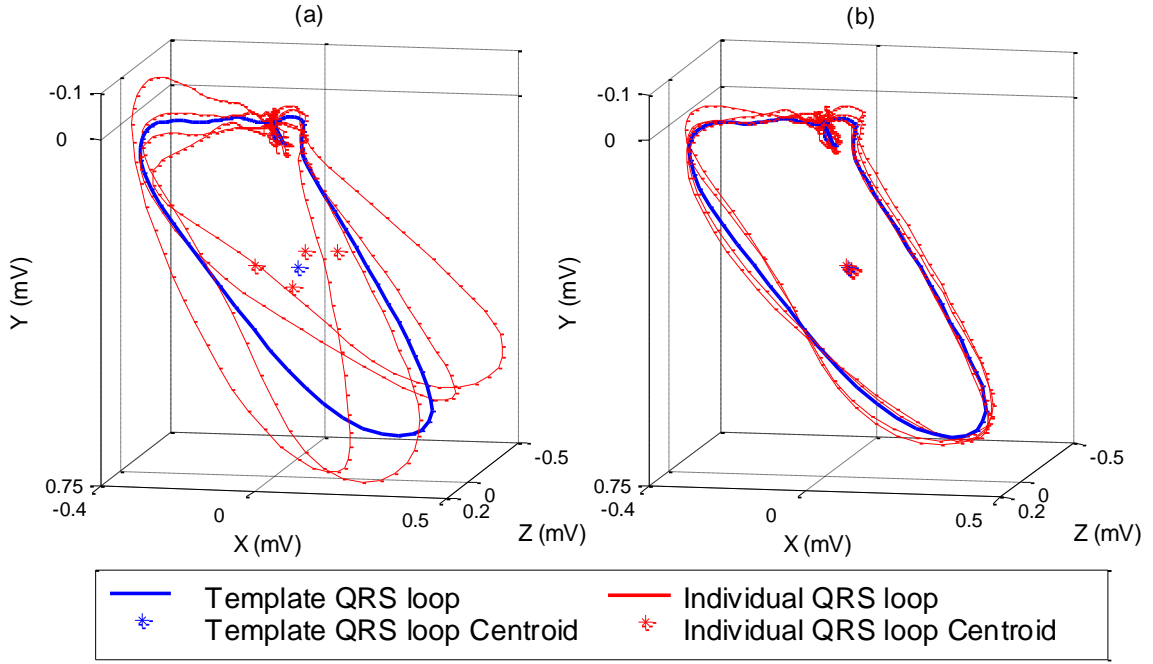 (a)
(b)
-0.1
0
Y (mV)
0.75
-0.4
0
X (mV)
0.5
0.2
0
-0.5
Z (mV)
-0.1
0
Y (mV)
0.75
-0.4
0
X (mV)
0.5
0.2
0
-0.5
Z (mV)
Template QRS loop
Individual QRS loop
Template QRS loop Centroid
Individual QRS loop Centroid